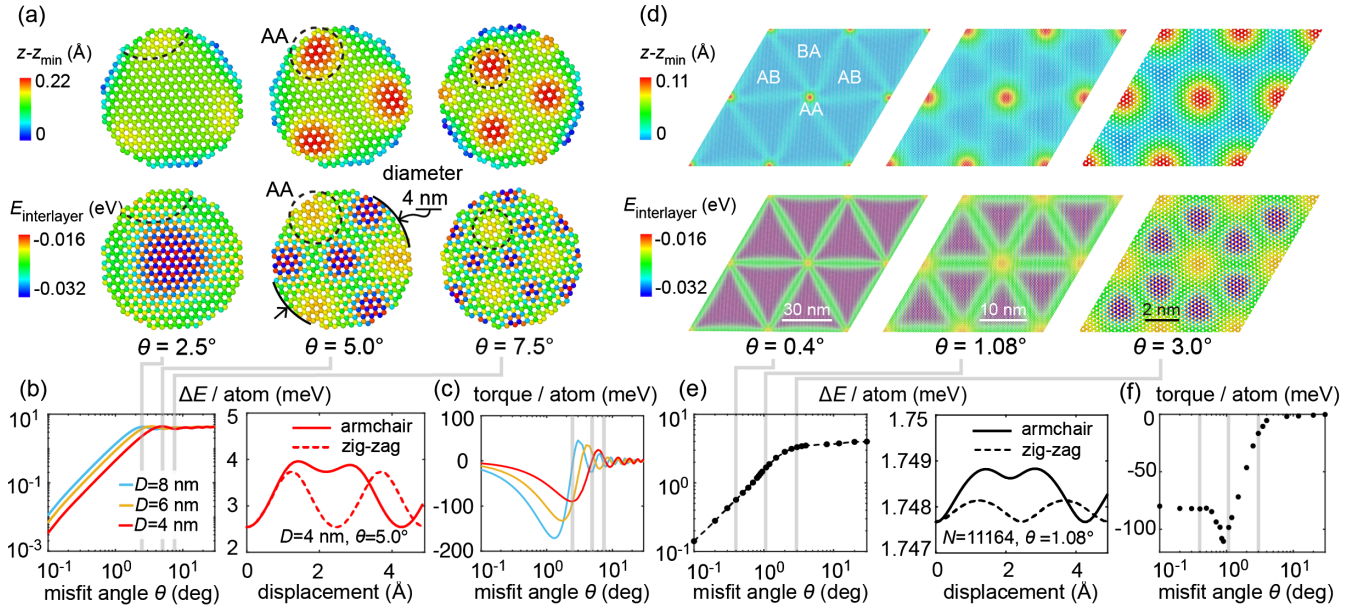 (a)
z-zmin (Å)
0.22
0
AA
Einterlayer (eV)
-0.016
-0.032
AA
diameter
4 nm
θ = 2.5°
5.0°
7.5°
(d)
z-zmin (Å)
0.11
0
BA
AB
AB
AA
Einterlayer (eV)
-0.016
-0.032
30 nm
10 nm
2 nm
θ = 0.4°
θ = 1.08°
θ = 3.0°
(b)
ΔE / atom (meV)
10^1
10^-1
10^-3
D=8 nm
D=6 nm
D=4 nm
10^-1
10^0
10^1
misfit angle θ (deg)
5
4
3
2
armchair
zig-zag
D=4 nm, θ=5.0°
0
2
4
displacement (Å)
(c)
torque / atom (meV)
100
0
-100
-200
10^-1
10^0
10^1
misfit angle θ (deg)
(e)
ΔE / atom (meV)
10^1
10^0
10^-1
10^-1
10^0
10^1
misfit angle θ (deg)
1.75
1.749
1.748
1.747
armchair
zig-zag
N=11164, θ =1.08°
0
2
4
displacement (Å)
(f)
torque / atom (meV)
0
-50
-100
10^-1
10^0
10^1
misfit angle θ (deg)